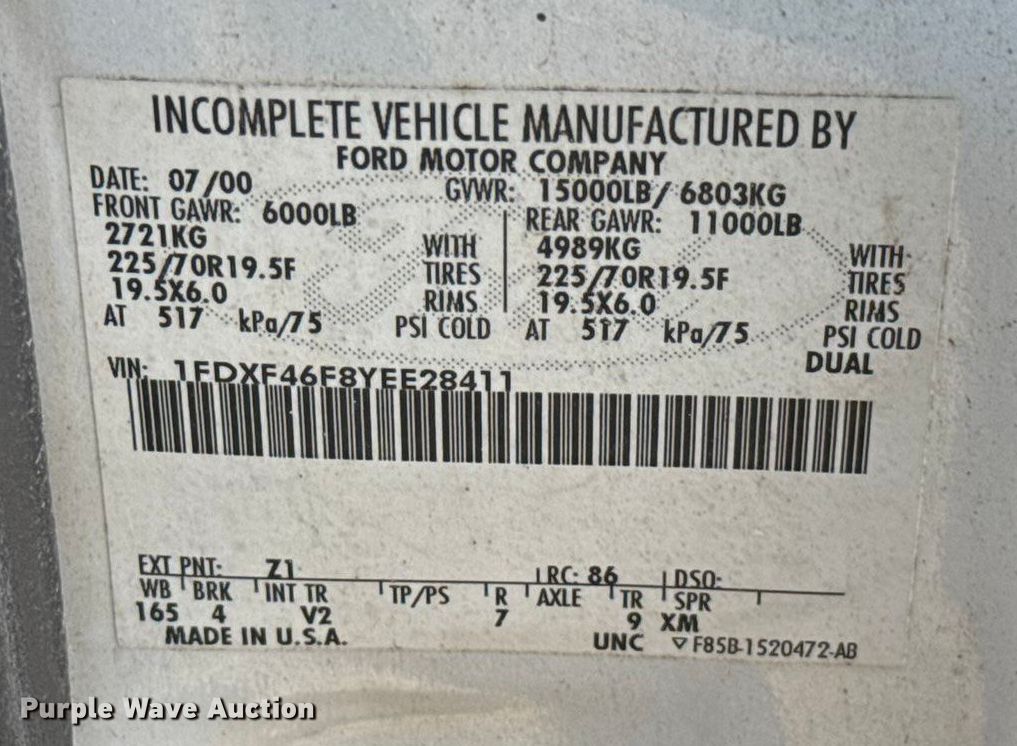 INCOMPLETE VEHICLE MANUFACTURED BY
FORD MOTOR COMPANY
DATE: 07/00 GVWR: 15000LB/ 6803KG
FRONT GAWR: 6000LB REAR GAWR: 11000LB
2721KG WITH 4989KG WITH
225/70R19.5F TIRES 225/70R19.5F TIRES
19.5X6.0 RIMS 19.5X6.0 RIMS
AT 517 kPa/75 PSI COLD AT 517 kPa/75 PSI COLD
DUAL
VIN: 1FDXF46F8YEE28411
EXT PNT: Z1 RC: 86 DSO:
WB BRK INT TR TP/PS R AXLE TR SPR
165 4 V2 7 9 XM
MADE IN U.S.A. UNC ▽ F85B-1520472-AB
Purple Wave Auction